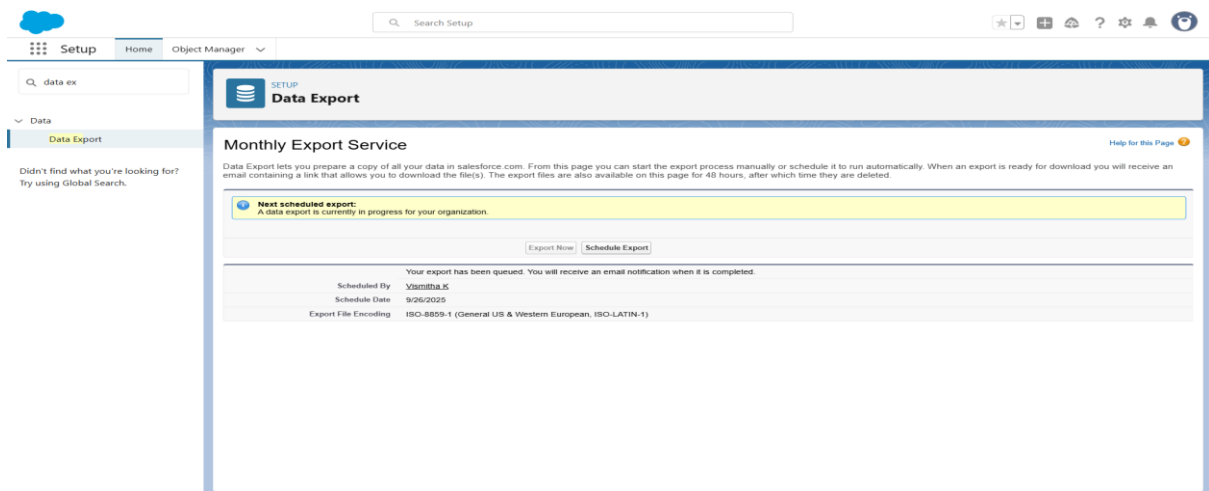 Search Setup
Setup
Home
Object Manager
data ex
SETUP
Data Export
Data
Data Export
Didn't find what you're looking for?
Try using Global Search.
Monthly Export Service
Help for this Page
Data Export lets you prepare a copy of all your data in salesforce.com. From this page you can start the export process manually or schedule it to run automatically. When an export is ready for download you will receive an
email containing a link that allows you to download the file(s). The export files are also available on this page for 48 hours, after which time they are deleted.
Next scheduled export:
A data export is currently in progress for your organization.
Export Now Schedule Export
Your export has been queued. You will receive an email notification when it is completed.
Scheduled By Vismitha K
Schedule Date 9/26/2025
Export File Encoding ISO-8859-1 (General US & Western European, ISO-LATIN-1)